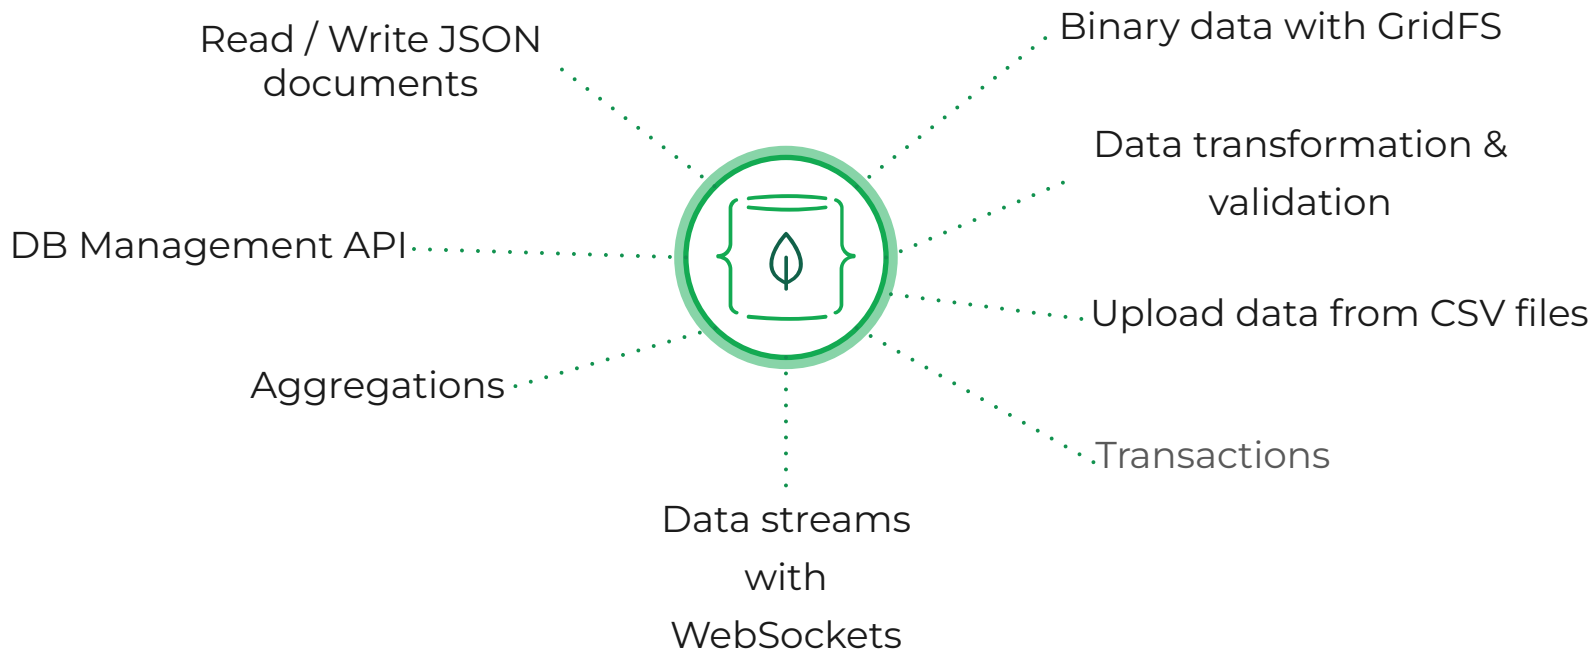 Read / Write JSON
documents
Binary data with GridFS
Data transformation &
validation
DB Management API
Upload data from CSV files
Aggregations
Transactions
Data streams
with
WebSockets